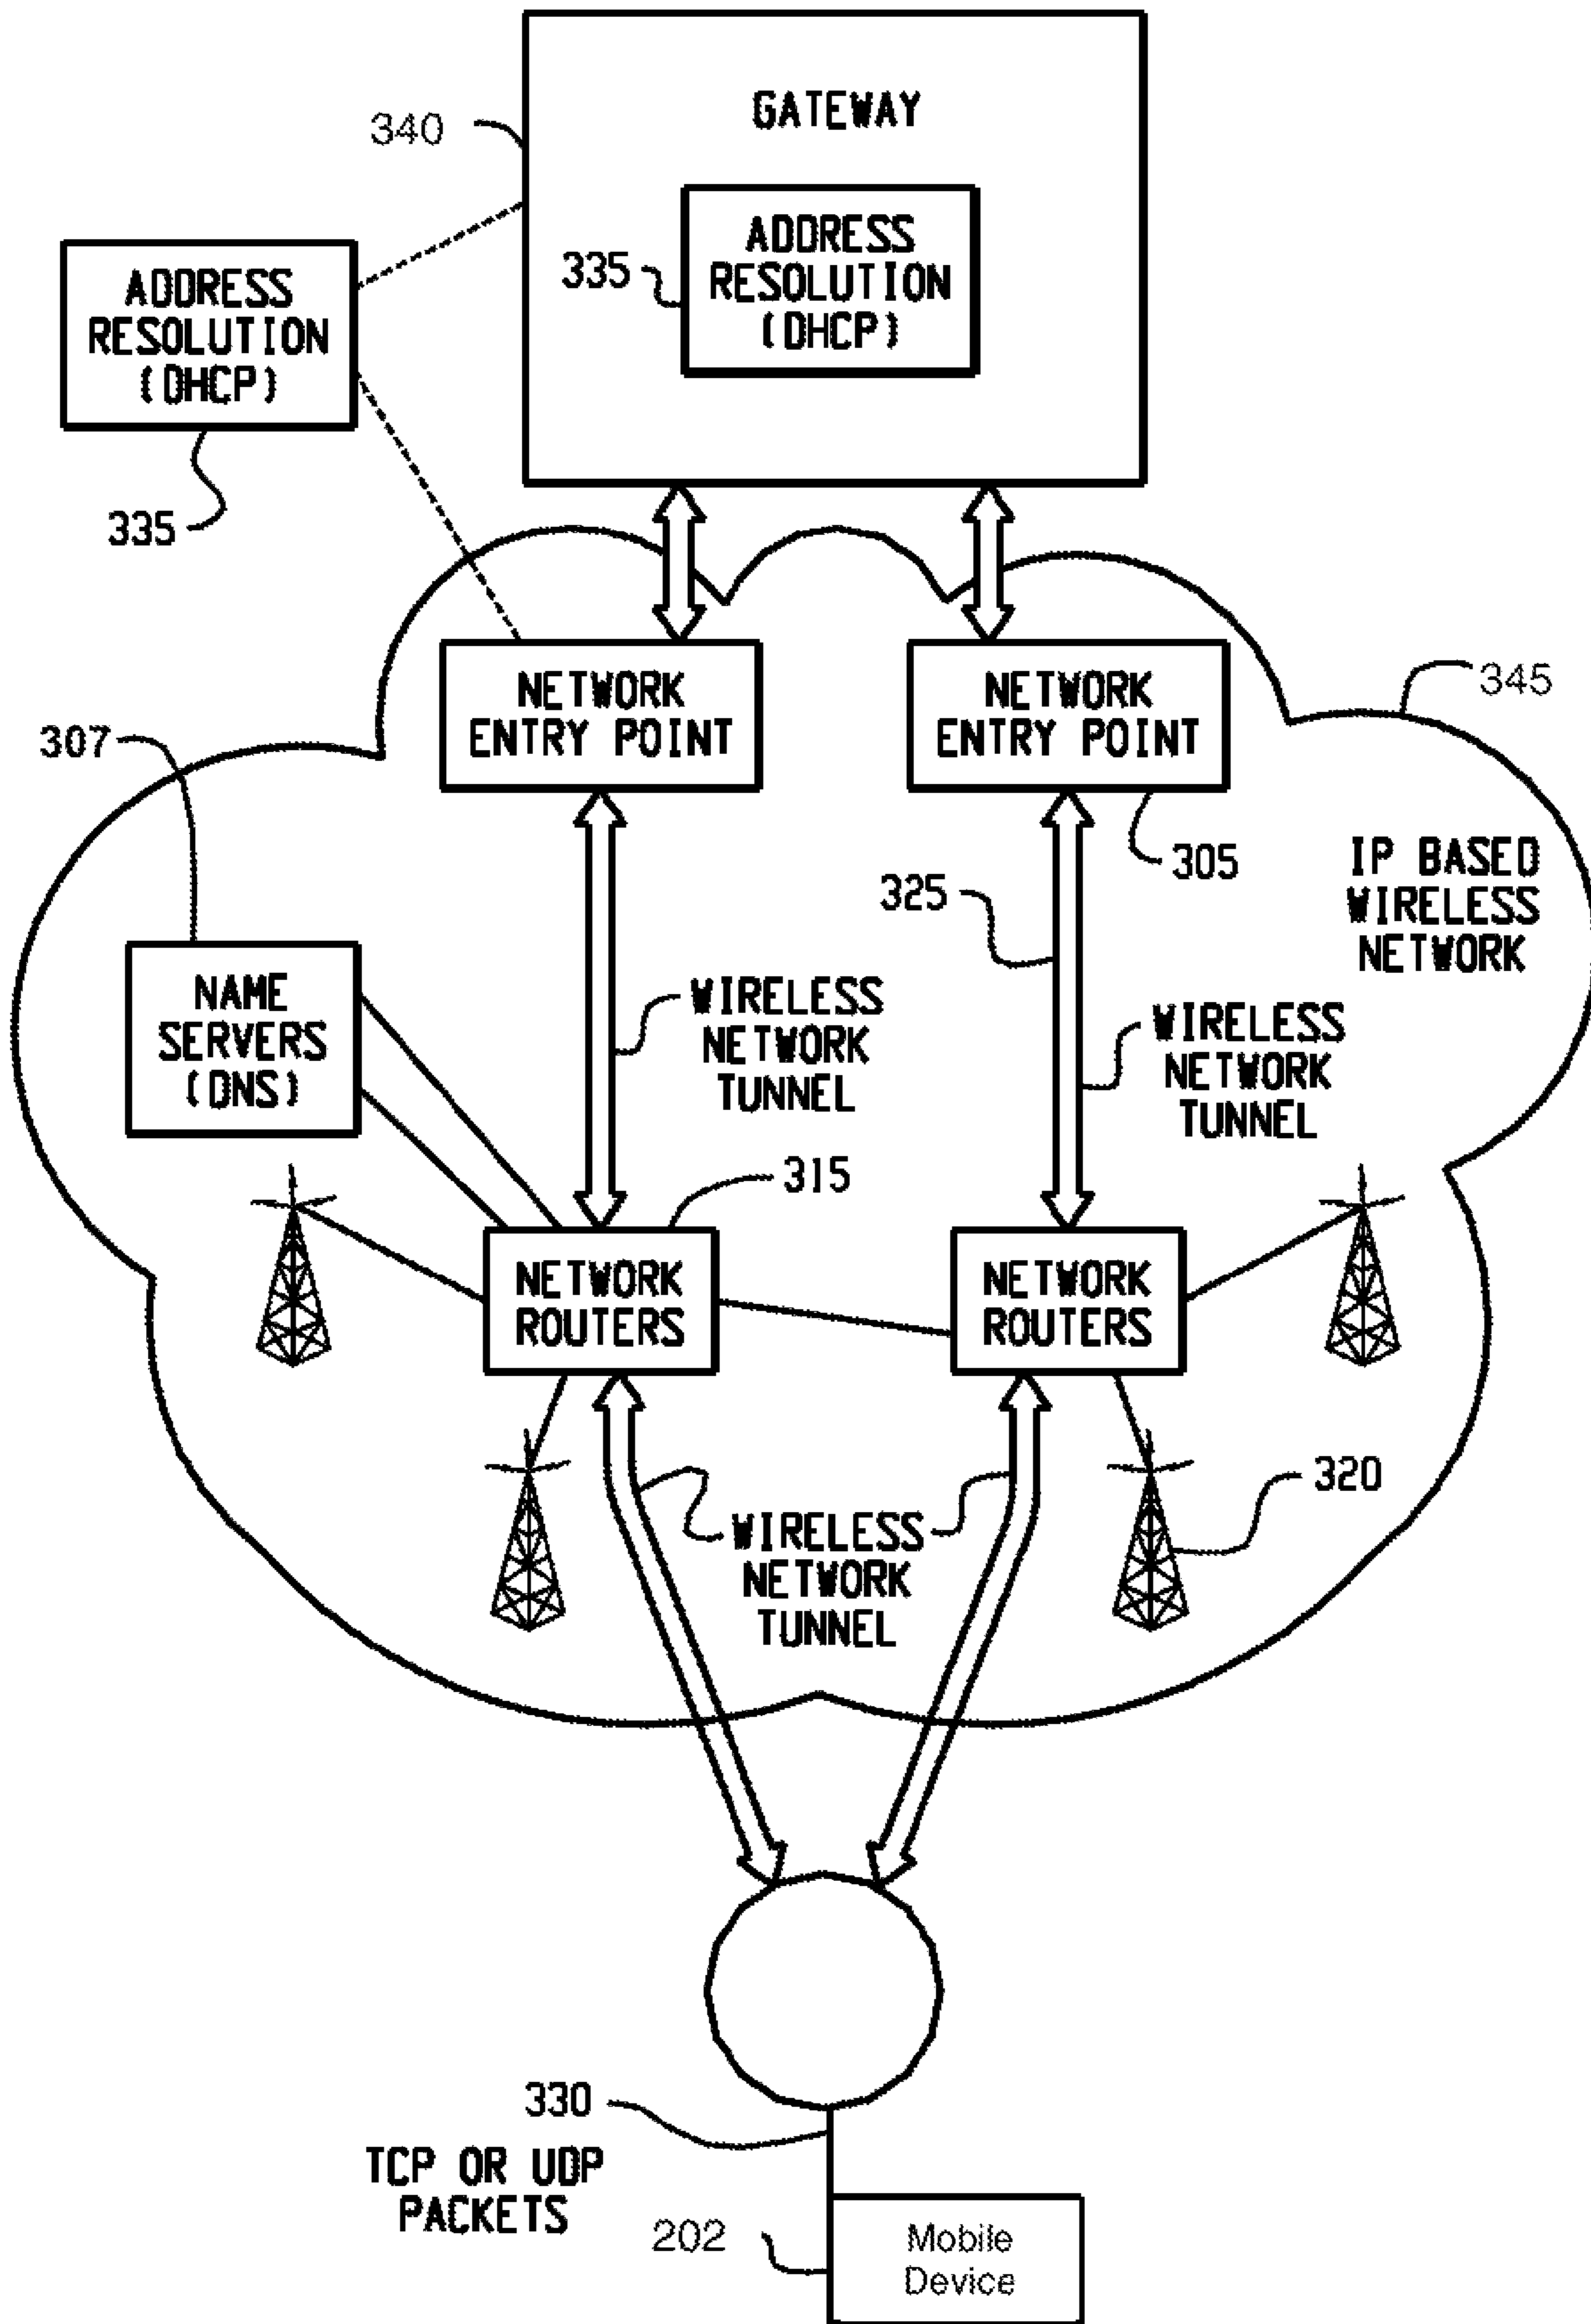 GATEWAY
340
ADDRESS
RESOLUTION
(DHCP)
335
ADDRESS
RESOLUTION
(DHCP)
335
NETWORK
ENTRY POINT
NETWORK
ENTRY POINT
345
307
305
325
IP BASED
WIRELESS
NETWORK
NAME
SERVERS
(DNS)
WIRELESS
NETWORK
TUNNEL
WIRELESS
NETWORK
TUNNEL
315
NETWORK
ROUTERS
NETWORK
ROUTERS
320
WIRELESS
NETWORK
TUNNEL
330
TCP OR UDP
PACKETS
202
Mobile
Device